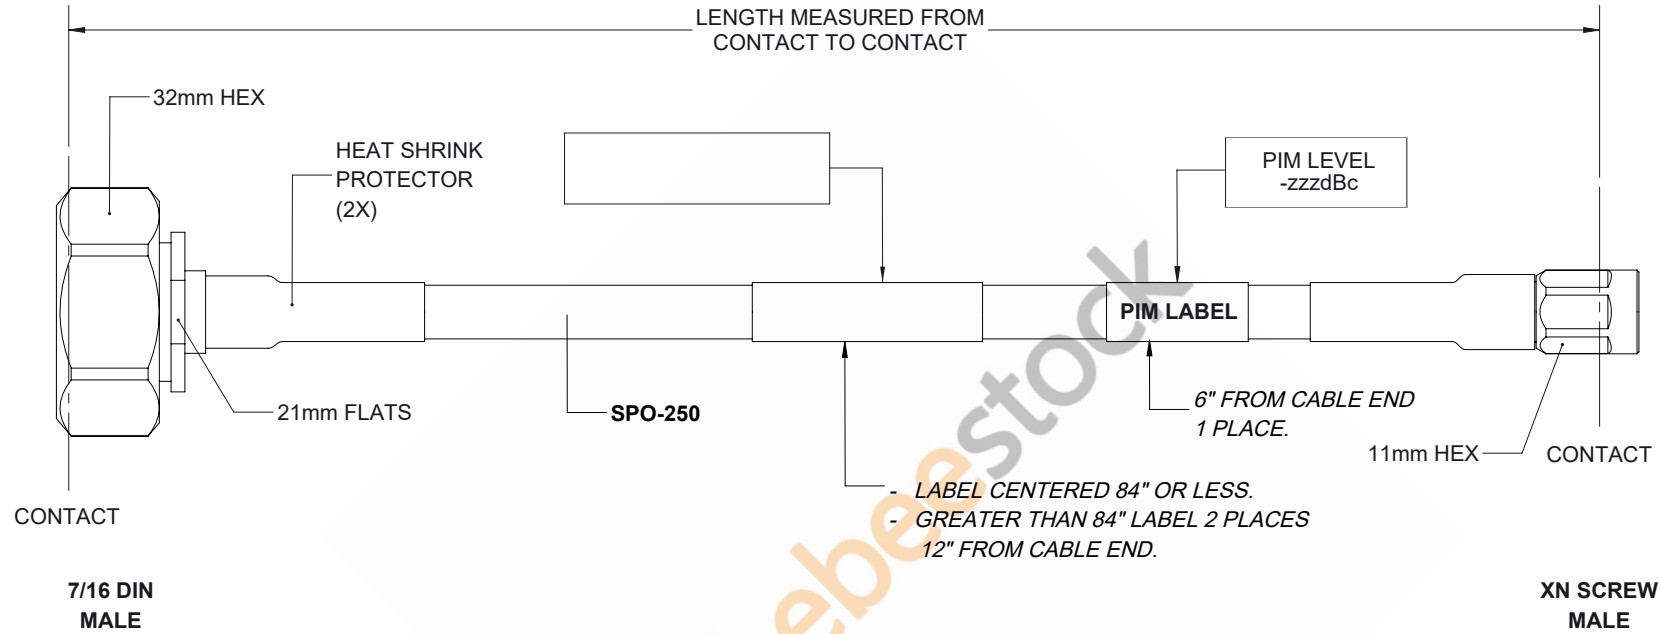 LENGTH MEASURED FROM
CONTACT TO CONTACT
32mm HEX
HEAT SHRINK
PROTECTOR
(2X)
PIM LEVEL
-zzzdBc
PIM LABEL
21mm FLATS
SPO-250
6" FROM CABLE END
1 PLACE.
11mm HEX
CONTACT
- LABEL CENTERED 84" OR LESS.
- GREATER THAN 84" LABEL 2 PLACES
12" FROM CABLE END.
CONTACT
7/16 DIN
MALE
XN SCREW
MALE
ebeestock